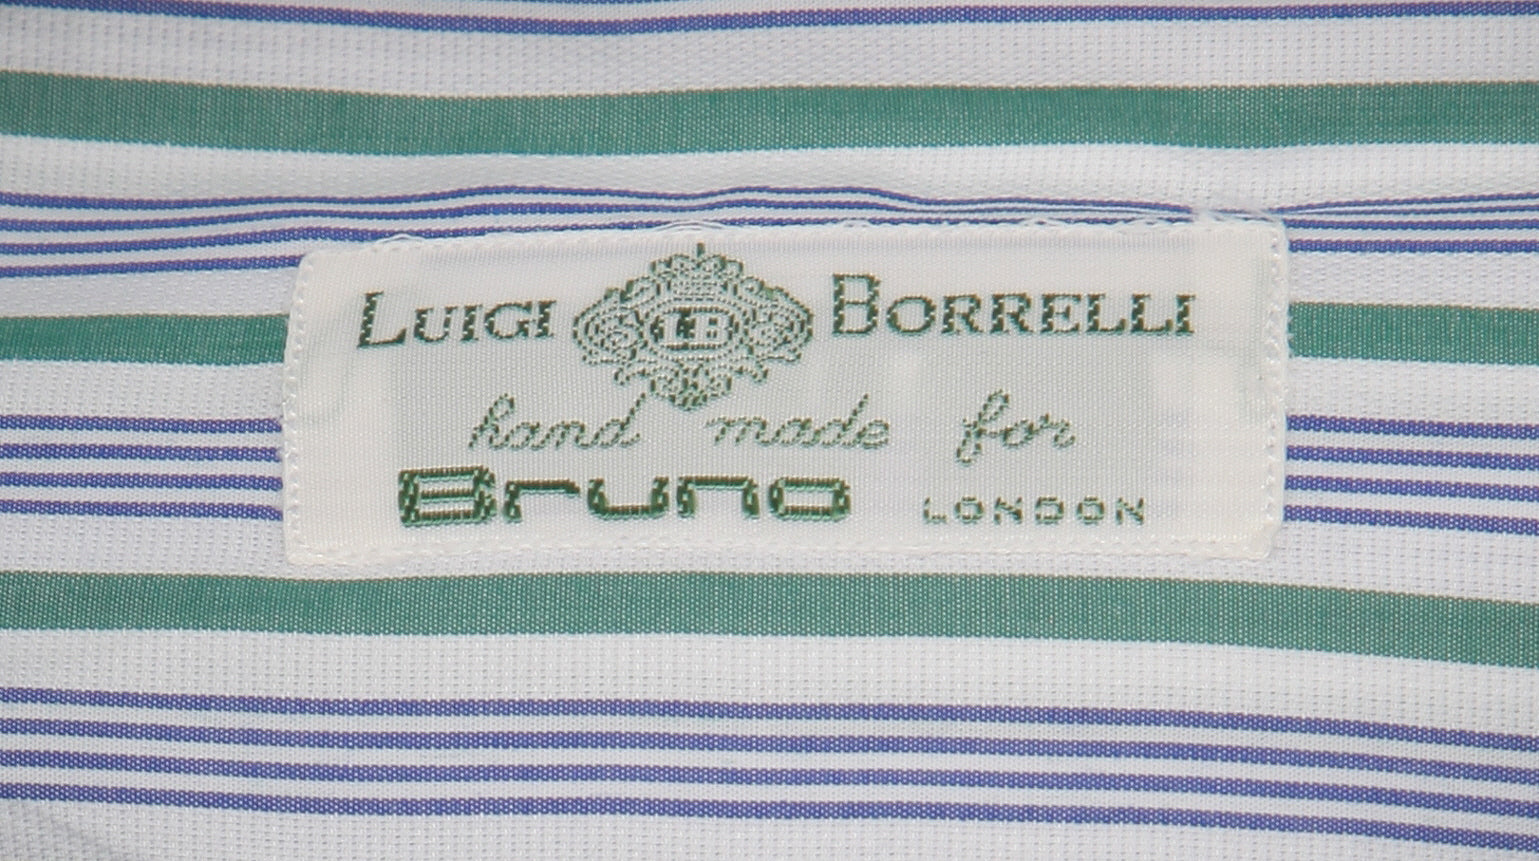 LUIGI LB BORRELLI
hand made for
Bruno LONDON